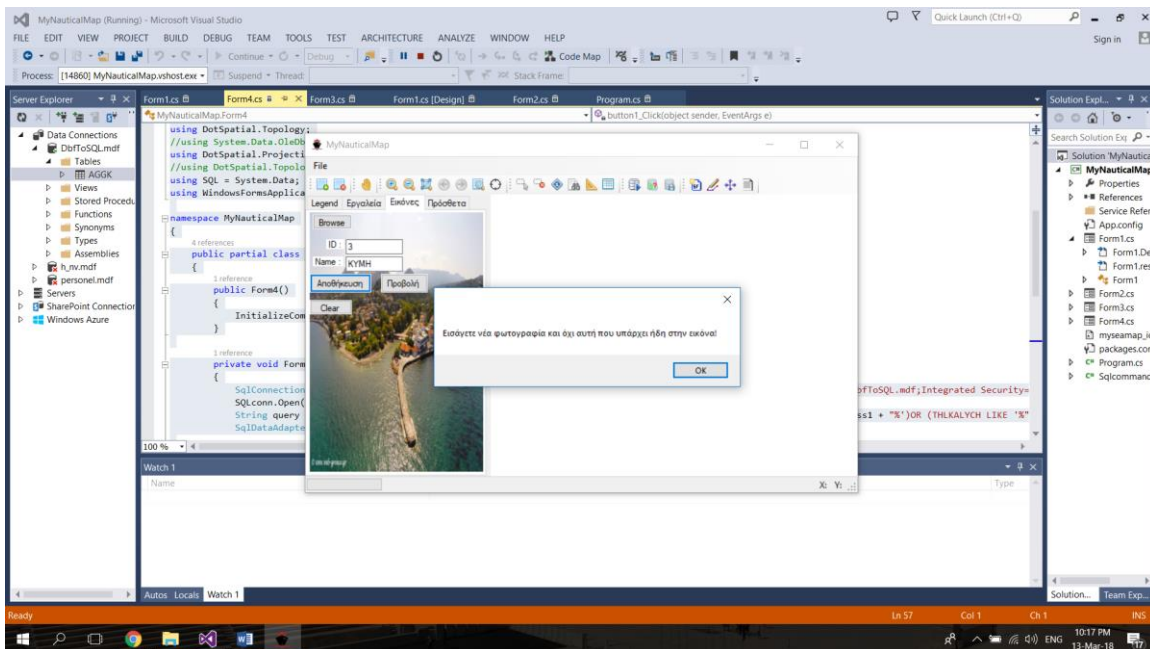 MyNauticalMap (Running) - Microsoft Visual Studio
Quick Launch (Ctrl+Q)
FILE EDIT VIEW PROJECT BUILD DEBUG TEAM TOOLS TEST ARCHITECTURE ANALYZE WINDOW HELP
Sign in
Continue Debug Code Map
Process: [14860] MyNauticalMap.vshost.exe Suspend Thread: Stack Frame:
Server Explorer
Data Connections
DbfToSQL.mdf
Tables
AGGK
Views
Stored Procedu
Functions
Synonyms
Types
Assemblies
h_nv.mdf
personel.mdf
Servers
SharePoint Connection
Windows Azure
Form1.cs Form4.cs Form3.cs Form1.cs [Design] Form2.cs Program.cs
MyNauticalMap.Form4 button1_Click(object sender, EventArgs e)
using DotSpatial.Topology;
//using System.Data.OleDb
using DotSpatial.Projecti
//using DotSpatial.Topolo
using SQL = System.Data;
using WindowsFormsApplica
namespace MyNauticalMap
{
4 references
public partial class
{
1 reference
public Form4()
{
InitializeCom
}
1 reference
private void Form
{
SqlConnection
bfToSQL.mdf;Integrated Security=
SQLconn.Open(
String query
ss1 + "%')OR (THLKALYCH LIKE '%"
SqlDataAdapte
100 %
MyNauticalMap
File
Legend Εργαλεία Εικόνες Πρόσθετα
Browse
ID : 3
Name : KYMH
Αποθήκευση Προβολή
Clear
X: Y:
Εισάγετε νέα φωτογραφία και όχι αυτή που υπάρχει ήδη στην εικόνα!
OK
Watch 1
Name Type
Autos Locals Watch 1
Solution Expl...
Search Solution Exp
Solution 'MyNautica
MyNauticalMap
Properties
References
Service Refer
App.config
Form1.cs
Form1.De
Form1.res
Form1
Form2.cs
Form3.cs
Form4.cs
myseamap_i
packages.cor
Program.cs
Sqlcommanc
Solution... Team Exp...
Ready Ln 57 Col 1 Ch 1 INS
ENG 10:17 PM
13-Mar-18
17